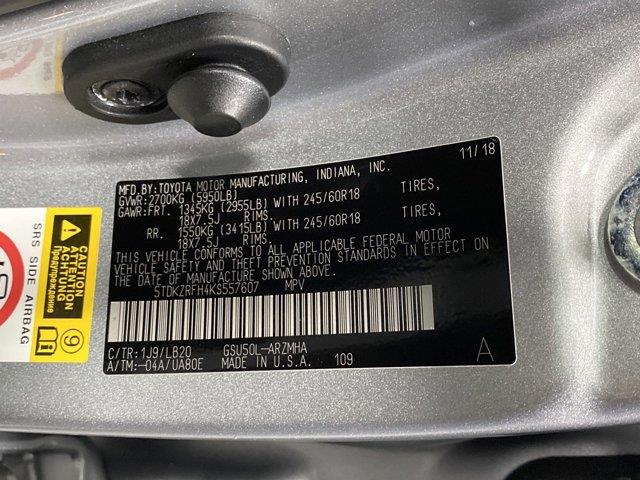 MFD.BY:TOYOTA MOTOR MANUFACTURING, INDIANA, INC. 11/18
GVWR:2700KG (5950LB)
GAWR:FRT. 1345KG (2955LB) WITH 245/60R18 TIRES,
18X7.5J RIMS.
RR. 1550KG (3415LB) WITH 245/60R18 TIRES,
18X7.5J RIMS.
THIS VEHICLE CONFORMS TO ALL APPLICABLE FEDERAL MOTOR
VEHICLE SAFETY AND THEFT PREVENTION STANDARDS IN EFFECT ON
THE DATE OF MANUFACTURE SHOWN ABOVE.
5TDKZRFH4KS557607 MPV
C/TR:1J9/LB20 GSU50L-ARZMHA
A/TM:-04A/UA80E MADE IN U.S.A. 109
A
CAUTION
ATTENTION
ACHTUNG
Предупреждение
SRS SIDE AIRBAG
9